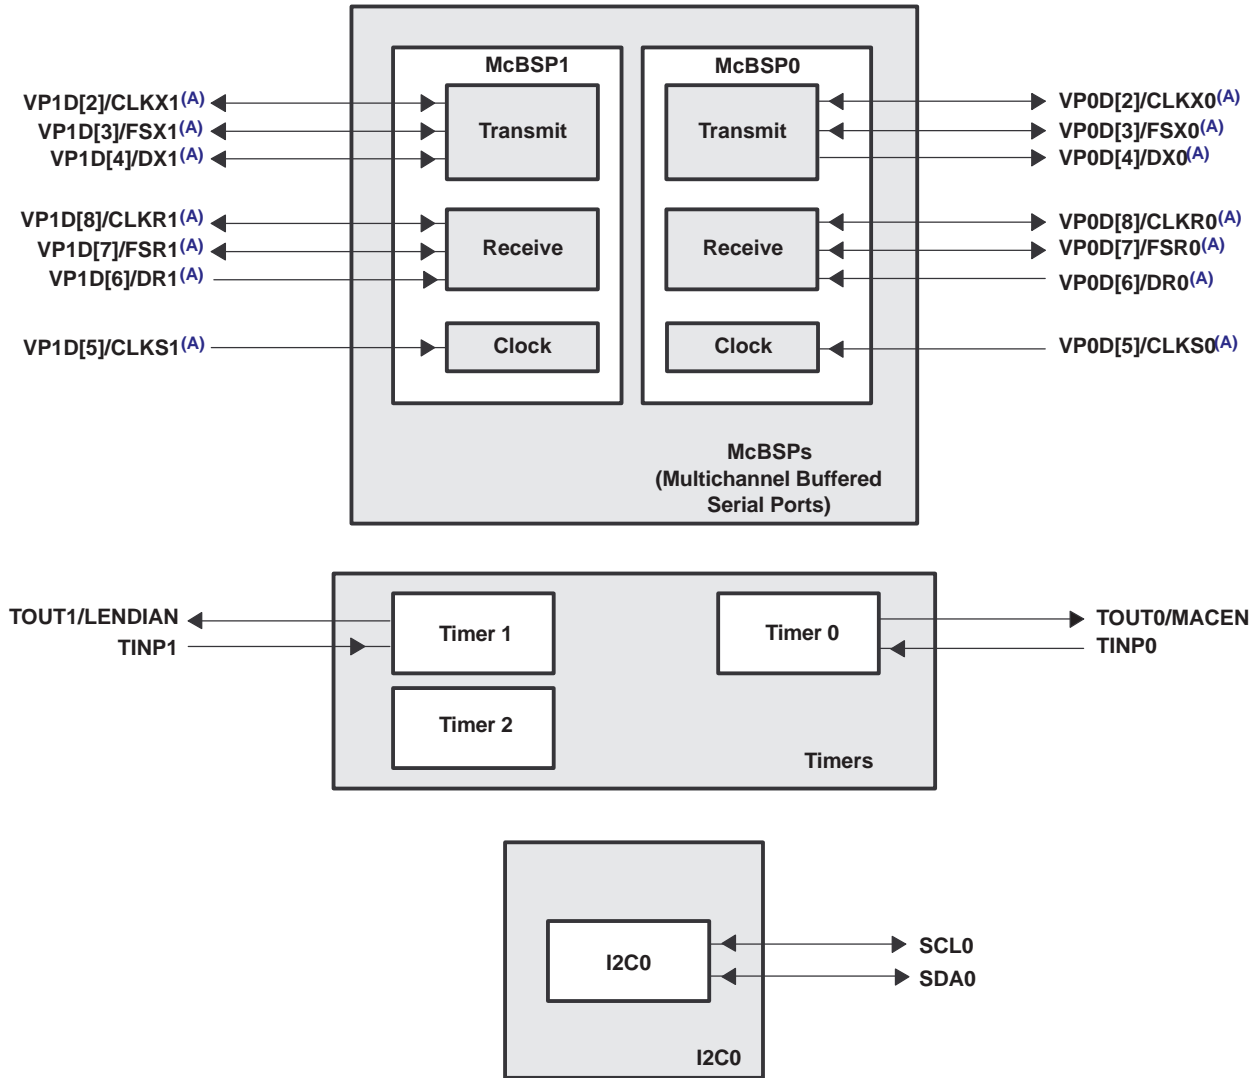 McBSP1
McBSP0
VP1D[2]/CLKX1(A)
VP1D[3]/FSX1(A)
VP1D[4]/DX1(A)
Transmit
Transmit
VP0D[2]/CLKX0(A)
VP0D[3]/FSX0(A)
VP0D[4]/DX0(A)
VP1D[8]/CLKR1(A)
VP1D[7]/FSR1(A)
VP1D[6]/DR1(A)
Receive
Receive
VP0D[8]/CLKR0(A)
VP0D[7]/FSR0(A)
VP0D[6]/DR0(A)
VP1D[5]/CLKS1(A)
Clock
Clock
VP0D[5]/CLKS0(A)
McBSPs
(Multichannel Buffered
Serial Ports)
TOUT1/LENDIAN
TINP1
Timer 1
Timer 0
TOUT0/MACEN
TINP0
Timer 2
Timers
I2C0
SCL0
SDA0
I2C0